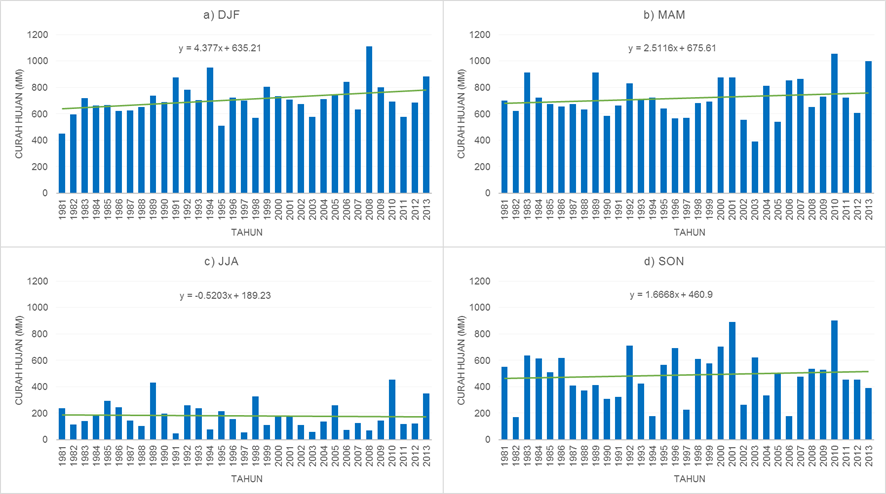 a) DJF
y = 4.377x + 635.21
CURAH HUJAN (MM)
1200
1000
800
600
400
200
0
1981 1982 1983 1984 1985 1986 1987 1988 1989 1990 1991 1992 1993 1994 1995 1996 1997 1998 1999 2000 2001 2002 2003 2004 2005 2006 2007 2008 2009 2010 2011 2012 2013
TAHUN
b) MAM
y = 2.5116x + 675.61
CURAH HUJAN (MM)
1200
1000
800
600
400
200
0
1981 1982 1983 1984 1985 1986 1987 1988 1989 1990 1991 1992 1993 1994 1995 1996 1997 1998 1999 2000 2001 2002 2003 2004 2005 2006 2007 2008 2009 2010 2011 2012 2013
TAHUN
c) JJA
y = -0.5203x + 189.23
CURAH HUJAN (MM)
1200
1000
800
600
400
200
0
1981 1982 1983 1984 1985 1986 1987 1988 1989 1990 1991 1992 1993 1994 1995 1996 1997 1998 1999 2000 2001 2002 2003 2004 2005 2006 2007 2008 2009 2010 2011 2012 2013
TAHUN
d) SON
y = 1.6668x + 460.9
CURAH HUJAN (MM)
1200
1000
800
600
400
200
0
1981 1982 1983 1984 1985 1986 1987 1988 1989 1990 1991 1992 1993 1994 1995 1996 1997 1998 1999 2000 2001 2002 2003 2004 2005 2006 2007 2008 2009 2010 2011 2012 2013
TAHUN